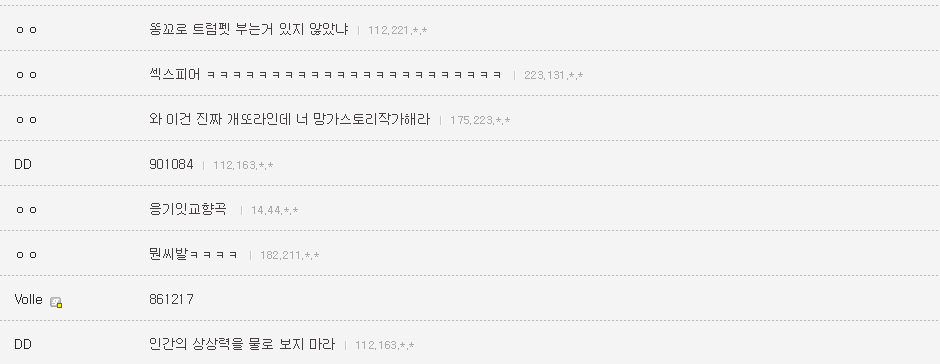 ㅇㅇ 똥꼬로 트럼펫 부는거 있지 않았냐 | 112.221.*.*
ㅇㅇ 섹스피어 ㅋㅋㅋㅋㅋㅋㅋㅋㅋㅋㅋㅋㅋㅋㅋㅋㅋㅋㅋㅋㅋㅋㅋ | 223.131.*.*
ㅇㅇ 와 이건 진짜 개또라인데 너 망가스토리작가해라 | 175.223.*.*
DD 901084 | 112.163.*.*
ㅇㅇ 응기잇교향곡 | 14.44.*.*
ㅇㅇ 뭔씨발ㅋㅋㅋㅋ | 182.211.*.*
Volle 861217
DD 인간의 상상력을 물로 보지 마라 | 112.163.*.*